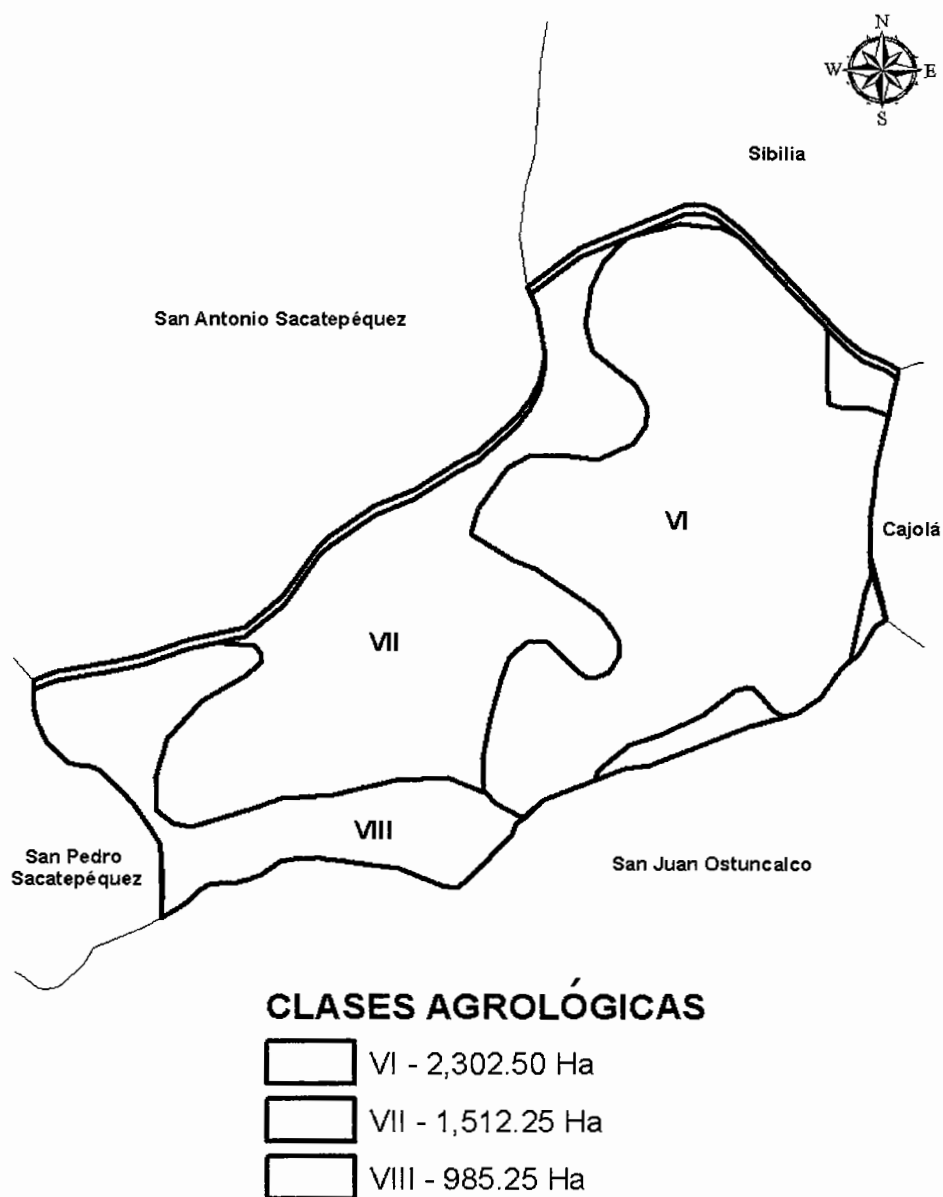 N
W E
S
Sibilia
San Antonio Sacatepéquez
VI
Cajolá
VII
VIII
San Pedro
Sacatepéquez
San Juan Ostuncalco
CLASES AGROLÓGICAS
VI - 2,302.50 Ha
VII - 1,512.25 Ha
VIII - 985.25 Ha